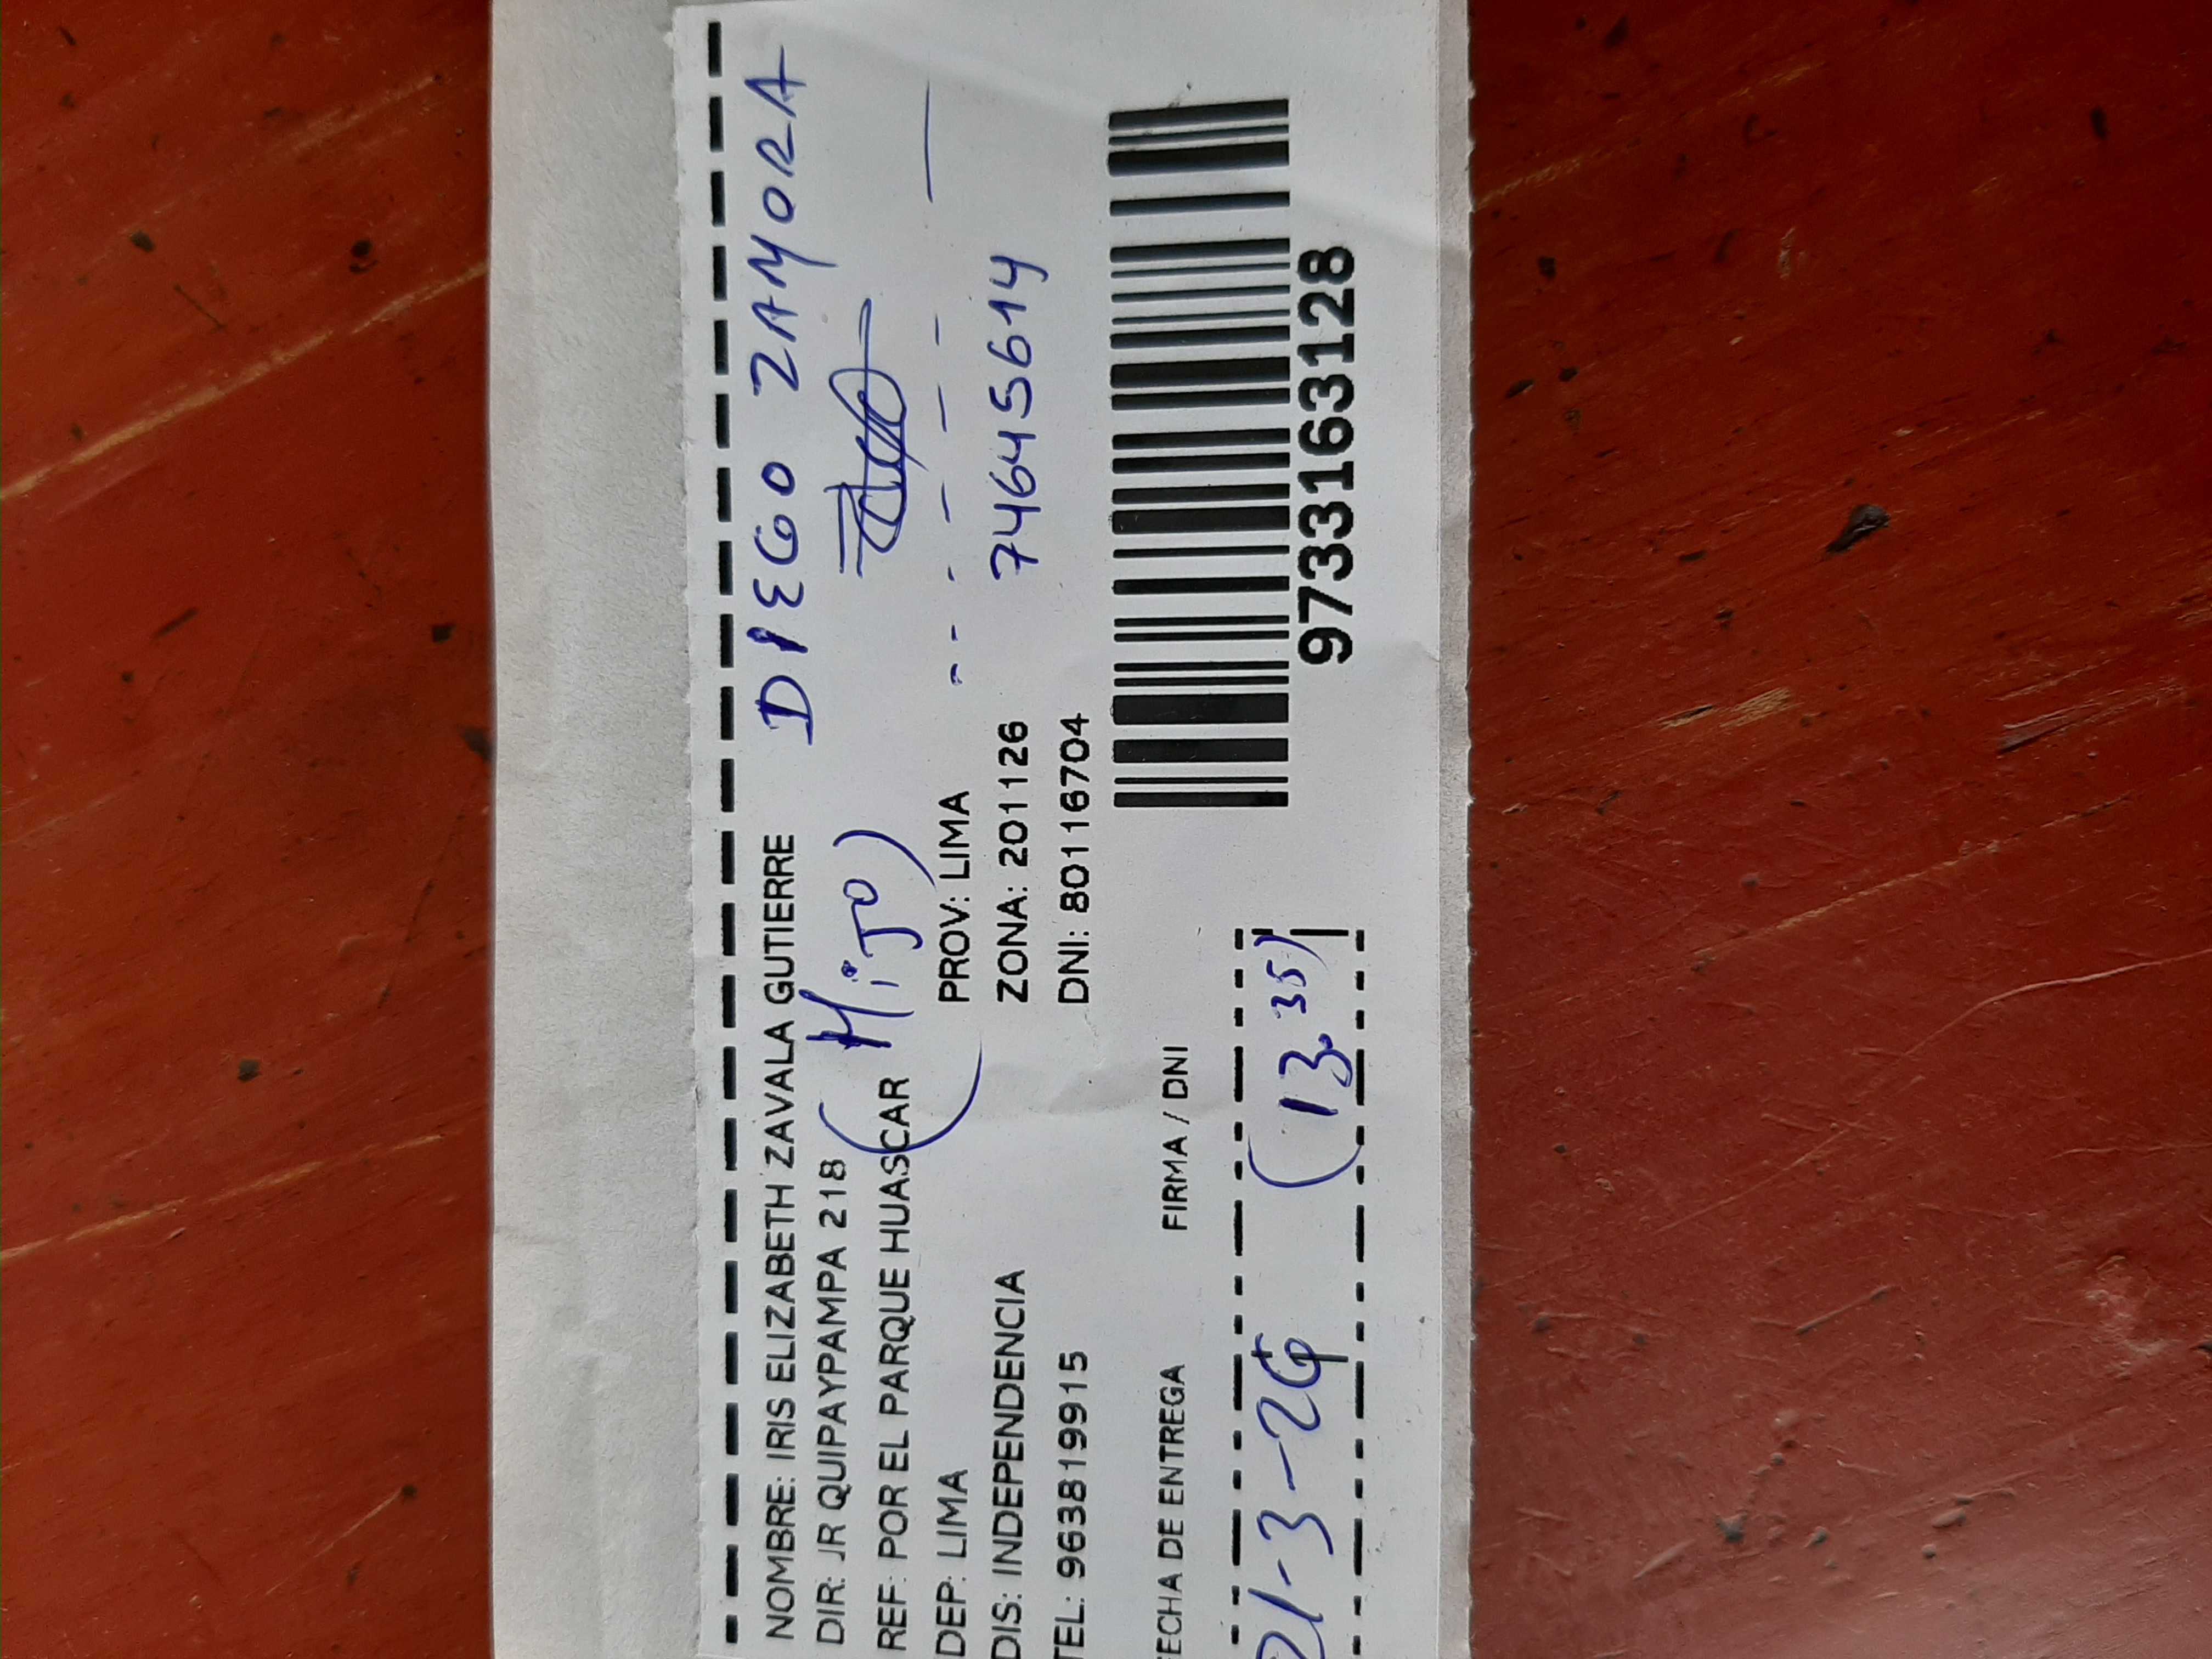 NOMBRE: IRIS ELIZABETH ZAVALA GUTIERRE
DIEGO ZAMORA
DIR: JR QUIPAYPAMPA 218
(HIJO)
REF: POR EL PARQUE HUASCAR
DEP: LIMA PROV: LIMA
DIS: INDEPENDENCIA ZONA: 201126
74645614
TEL: 963819915 DNI: 80116704
FECHA DE ENTREGA FIRMA / DNI
21-3-24
(13.35)
9733163128